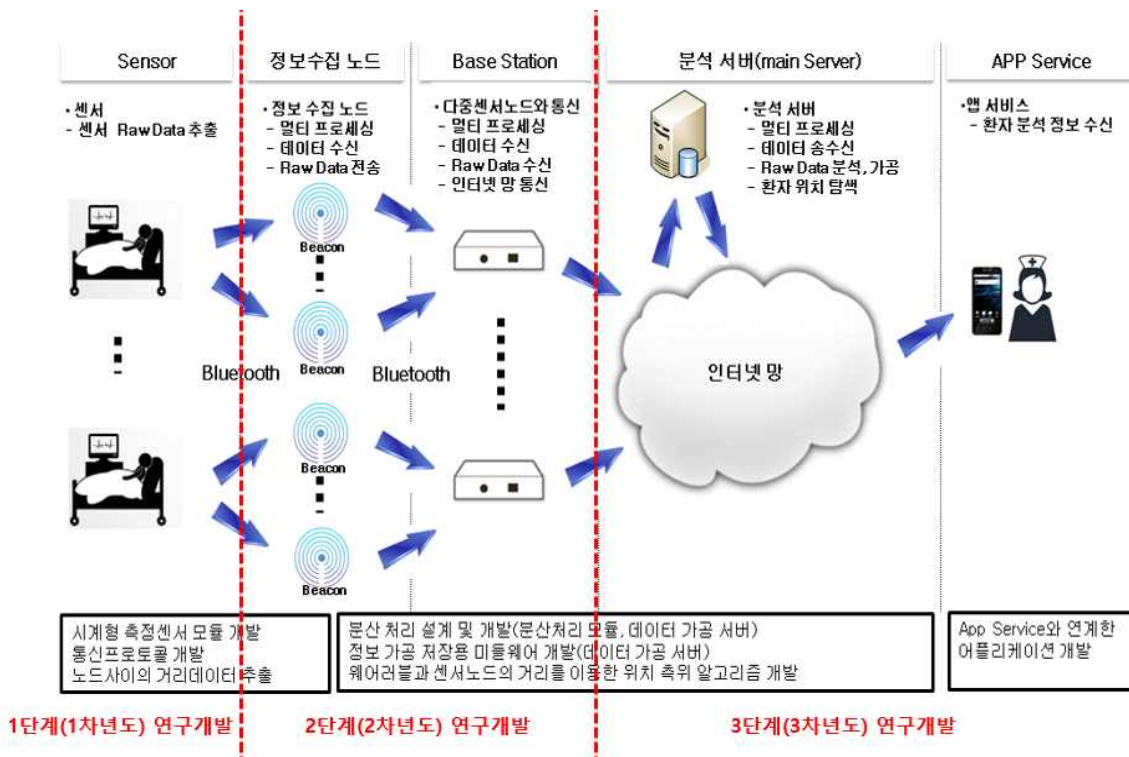 Sensor
정보수집 노드
Base Station
분석 서버(main Server)
APP Service
・센서
- 센서 Raw Data 추출
・정보 수집 노드
- 멀티 프로세싱
- 데이터 수신
- Raw Data 전송
・다중센서노드와 통신
- 멀티 프로세싱
- 데이터 수신
- Raw Data 수신
- 인터넷 망 통신
・분석 서버
- 멀티 프로세싱
- 데이터 송수신
- Raw Data 분석, 가공
- 환자 위치 탐색
・앱 서비스
- 환자 분석 정보 수신
Beacon
Beacon
Bluetooth
Bluetooth
인터넷 망
Beacon
Beacon
시계형 측정센서 모듈 개발
통신프로토콜 개발
노드사이의 거리데이터 추출
분산 처리 설계 및 개발(분산처리 모듈, 데이터 가공 서버)
정보 가공 저장용 미들웨어 개발(데이터 가공 서버)
웨어러블과 센서노드의 거리를 이용한 위치 측위 알고리즘 개발
App Service와 연계한
어플리케이션 개발
1단계(1차년도) 연구개발
2단계(2차년도) 연구개발
3단계(3차년도) 연구개발